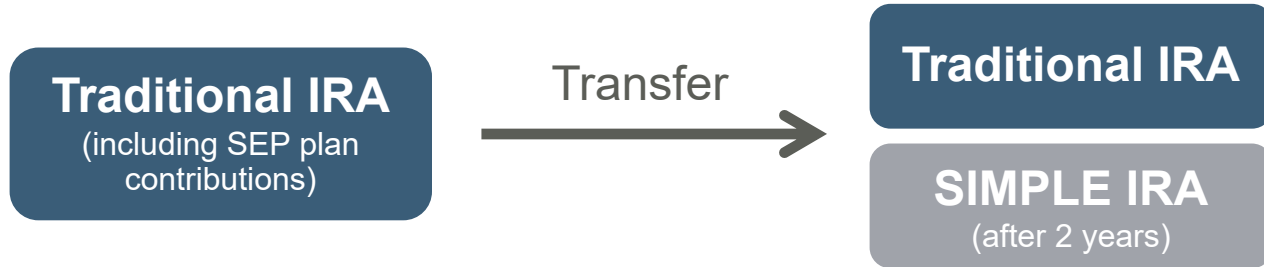 Traditional IRA
(including SEP plan
contributions)
Transfer
Traditional IRA
SIMPLE IRA
(after 2 years)